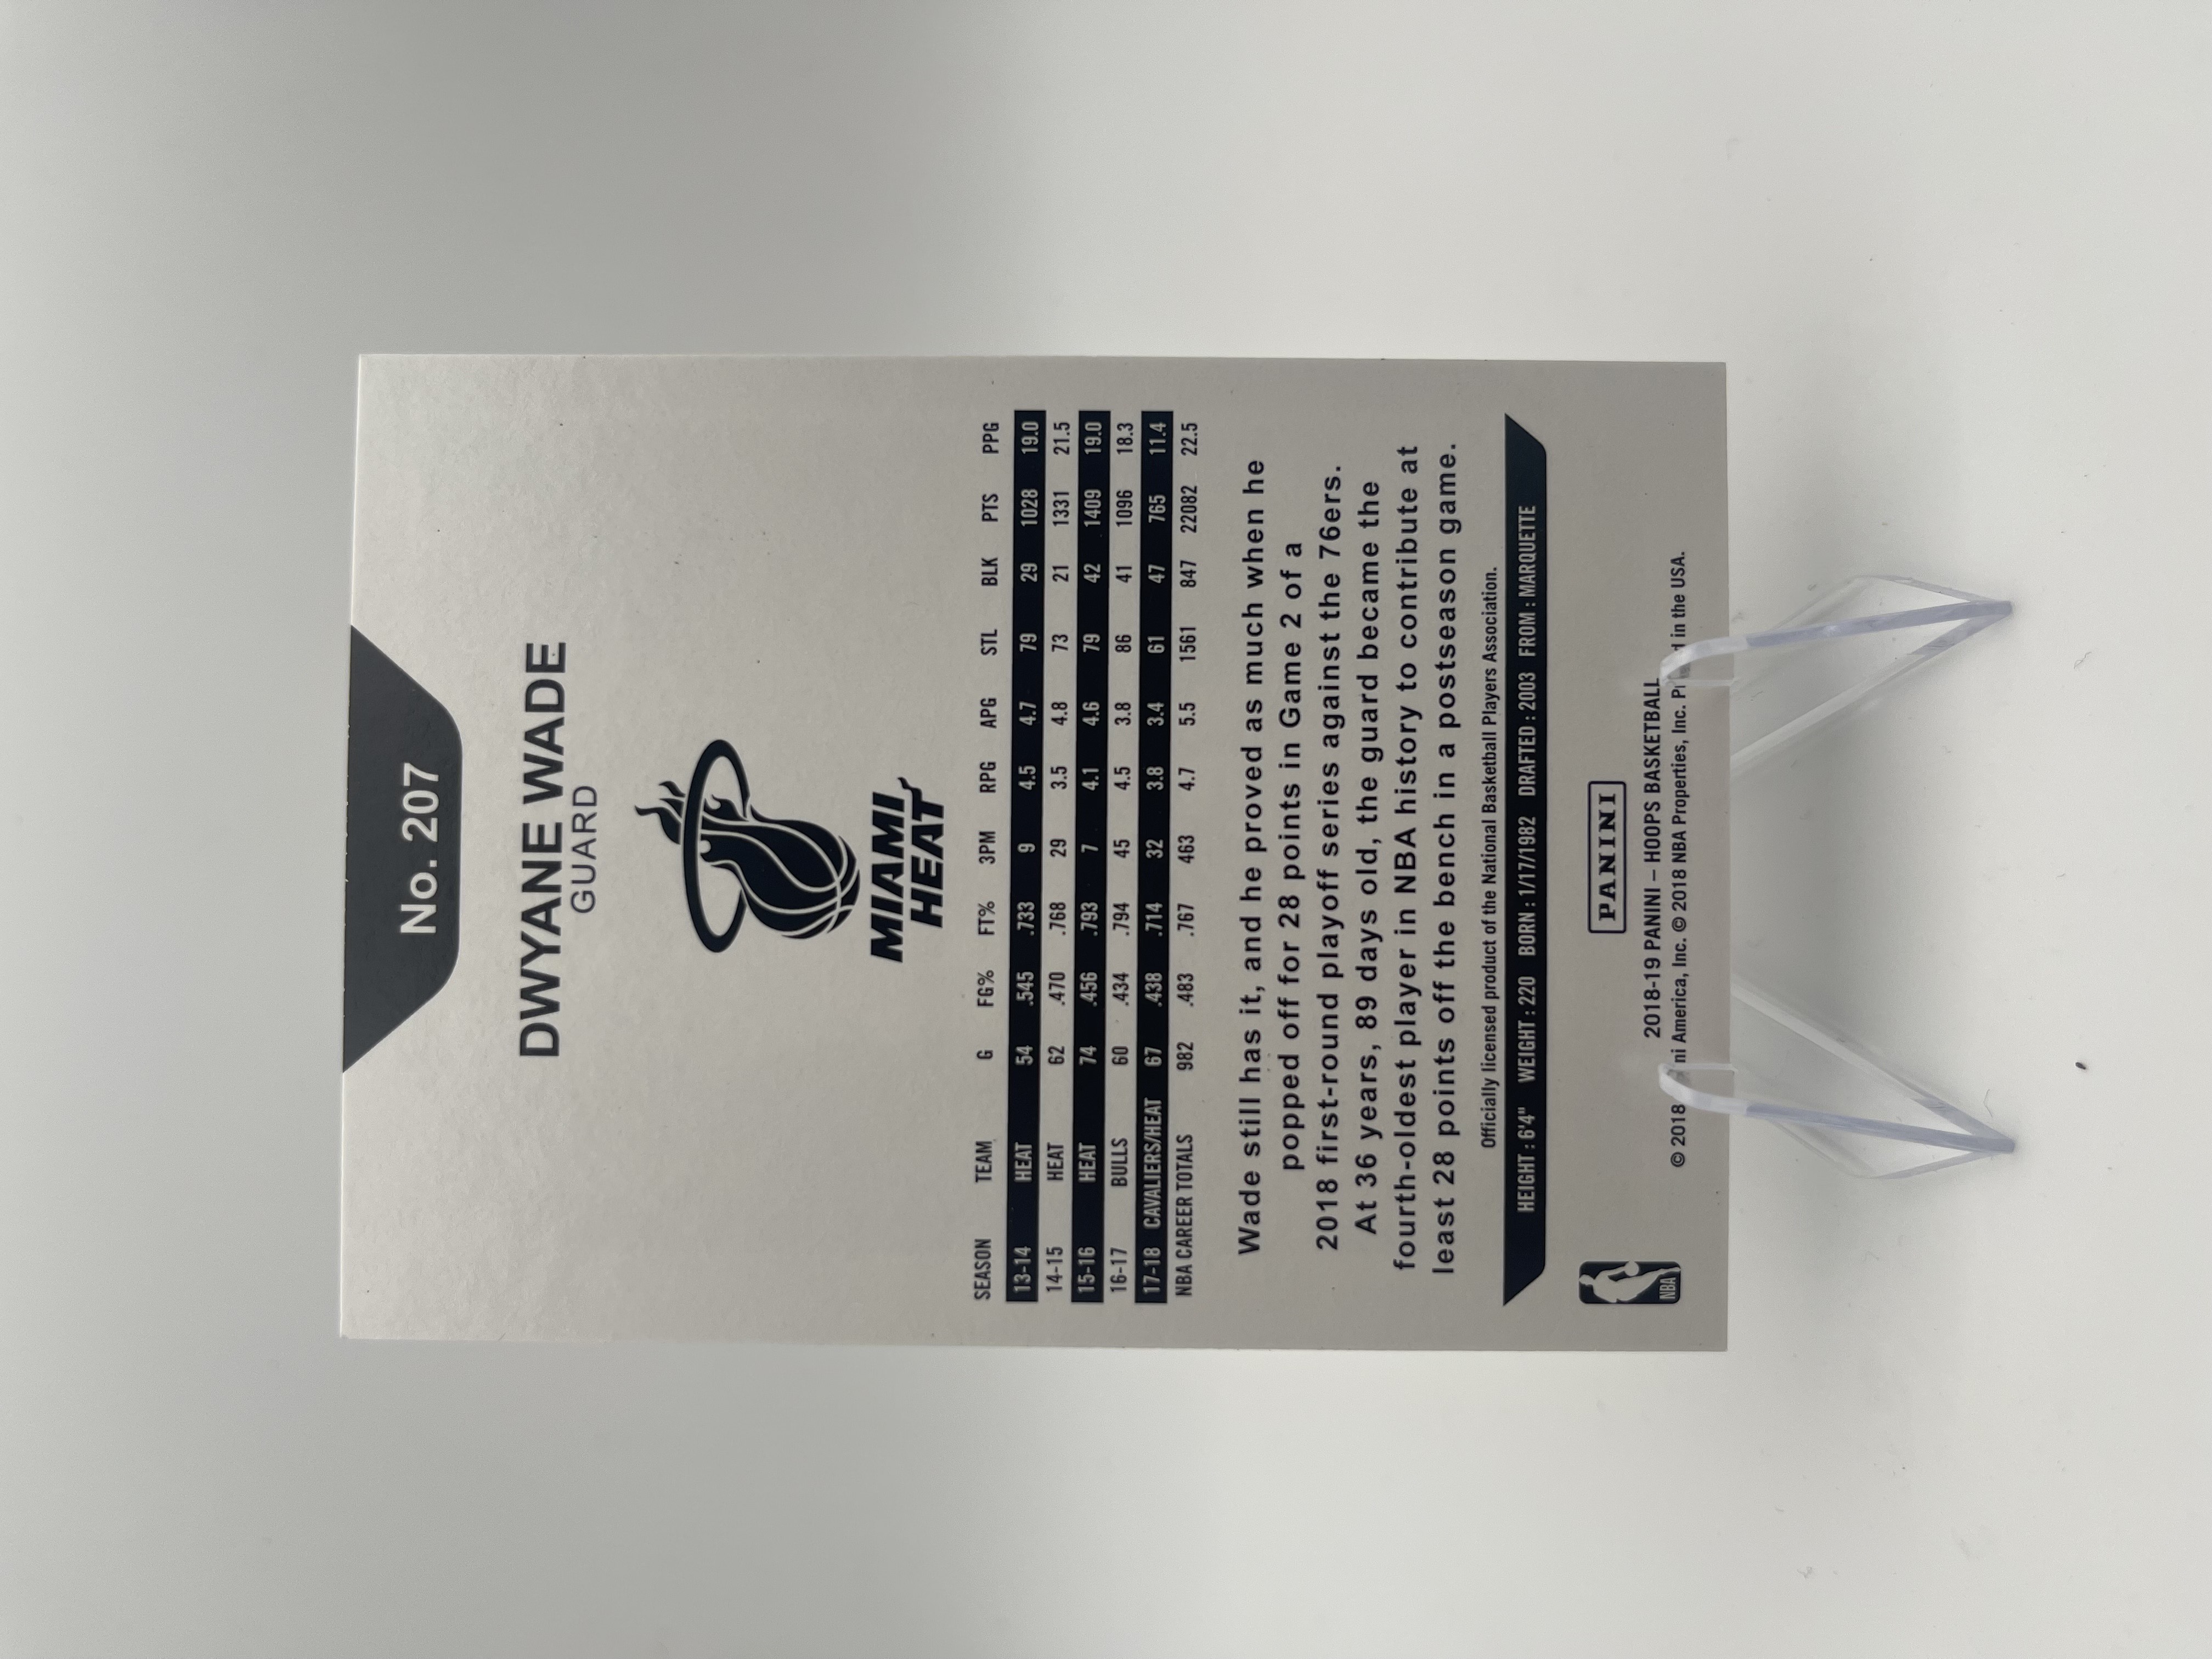 No. 207
DWYANE WADE
GUARD
MIAMI
HEAT
SEASON TEAM G FG% FT% 3PM RPG APG STL BLK PTS PPG
13-14 HEAT 54 .545 .733 9 4.5 4.7 79 29 1028 19.0
14-15 HEAT 62 .470 .768 29 3.5 4.8 73 21 1331 21.5
15-16 HEAT 74 .456 .793 7 4.1 4.6 79 42 1409 19.0
16-17 BULLS 60 .434 .794 45 4.5 3.8 86 41 1096 18.3
17-18 CAVALIERS/HEAT 67 .438 .714 32 3.8 3.4 61 47 765 11.4
NBA CAREER TOTALS 982 .483 .767 463 4.7 5.5 1561 847 22082 22.5
Wade still has it, and he proved as much when he
popped off for 28 points in Game 2 of a
2018 first-round playoff series against the 76ers.
At 36 years, 89 days old, the guard became the
fourth-oldest player in NBA history to contribute at
least 28 points off the bench in a postseason game.
Officially licensed product of the National Basketball Players Association.
HEIGHT : 6'4" WEIGHT : 220 BORN : 1/17/1982 DRAFTED : 2003 FROM : MARQUETTE
NBA
PANINI
2018-19 PANINI – HOOPS BASKETBALL
© 2018 America, Inc. © 2018 NBA Properties, Inc. in the USA.